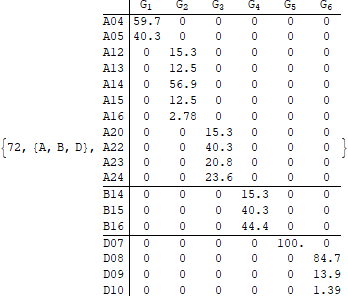 G₁ G₂ G₃ G₄ G₅ G₆
A04 59.7 0 0 0 0 0
A05 40.3 0 0 0 0 0
A12 0 15.3 0 0 0 0
A13 0 12.5 0 0 0 0
A14 0 56.9 0 0 0 0
A15 0 12.5 0 0 0 0
A16 0 2.78 0 0 0 0
A20 0 0 15.3 0 0 0
{72, {A, B, D}, A22 0 0 40.3 0 0 0 }
A23 0 0 20.8 0 0 0
A24 0 0 23.6 0 0 0
B14 0 0 0 15.3 0 0
B15 0 0 0 40.3 0 0
B16 0 0 0 44.4 0 0
D07 0 0 0 0 100. 0
D08 0 0 0 0 0 84.7
D09 0 0 0 0 0 13.9
D10 0 0 0 0 0 1.39